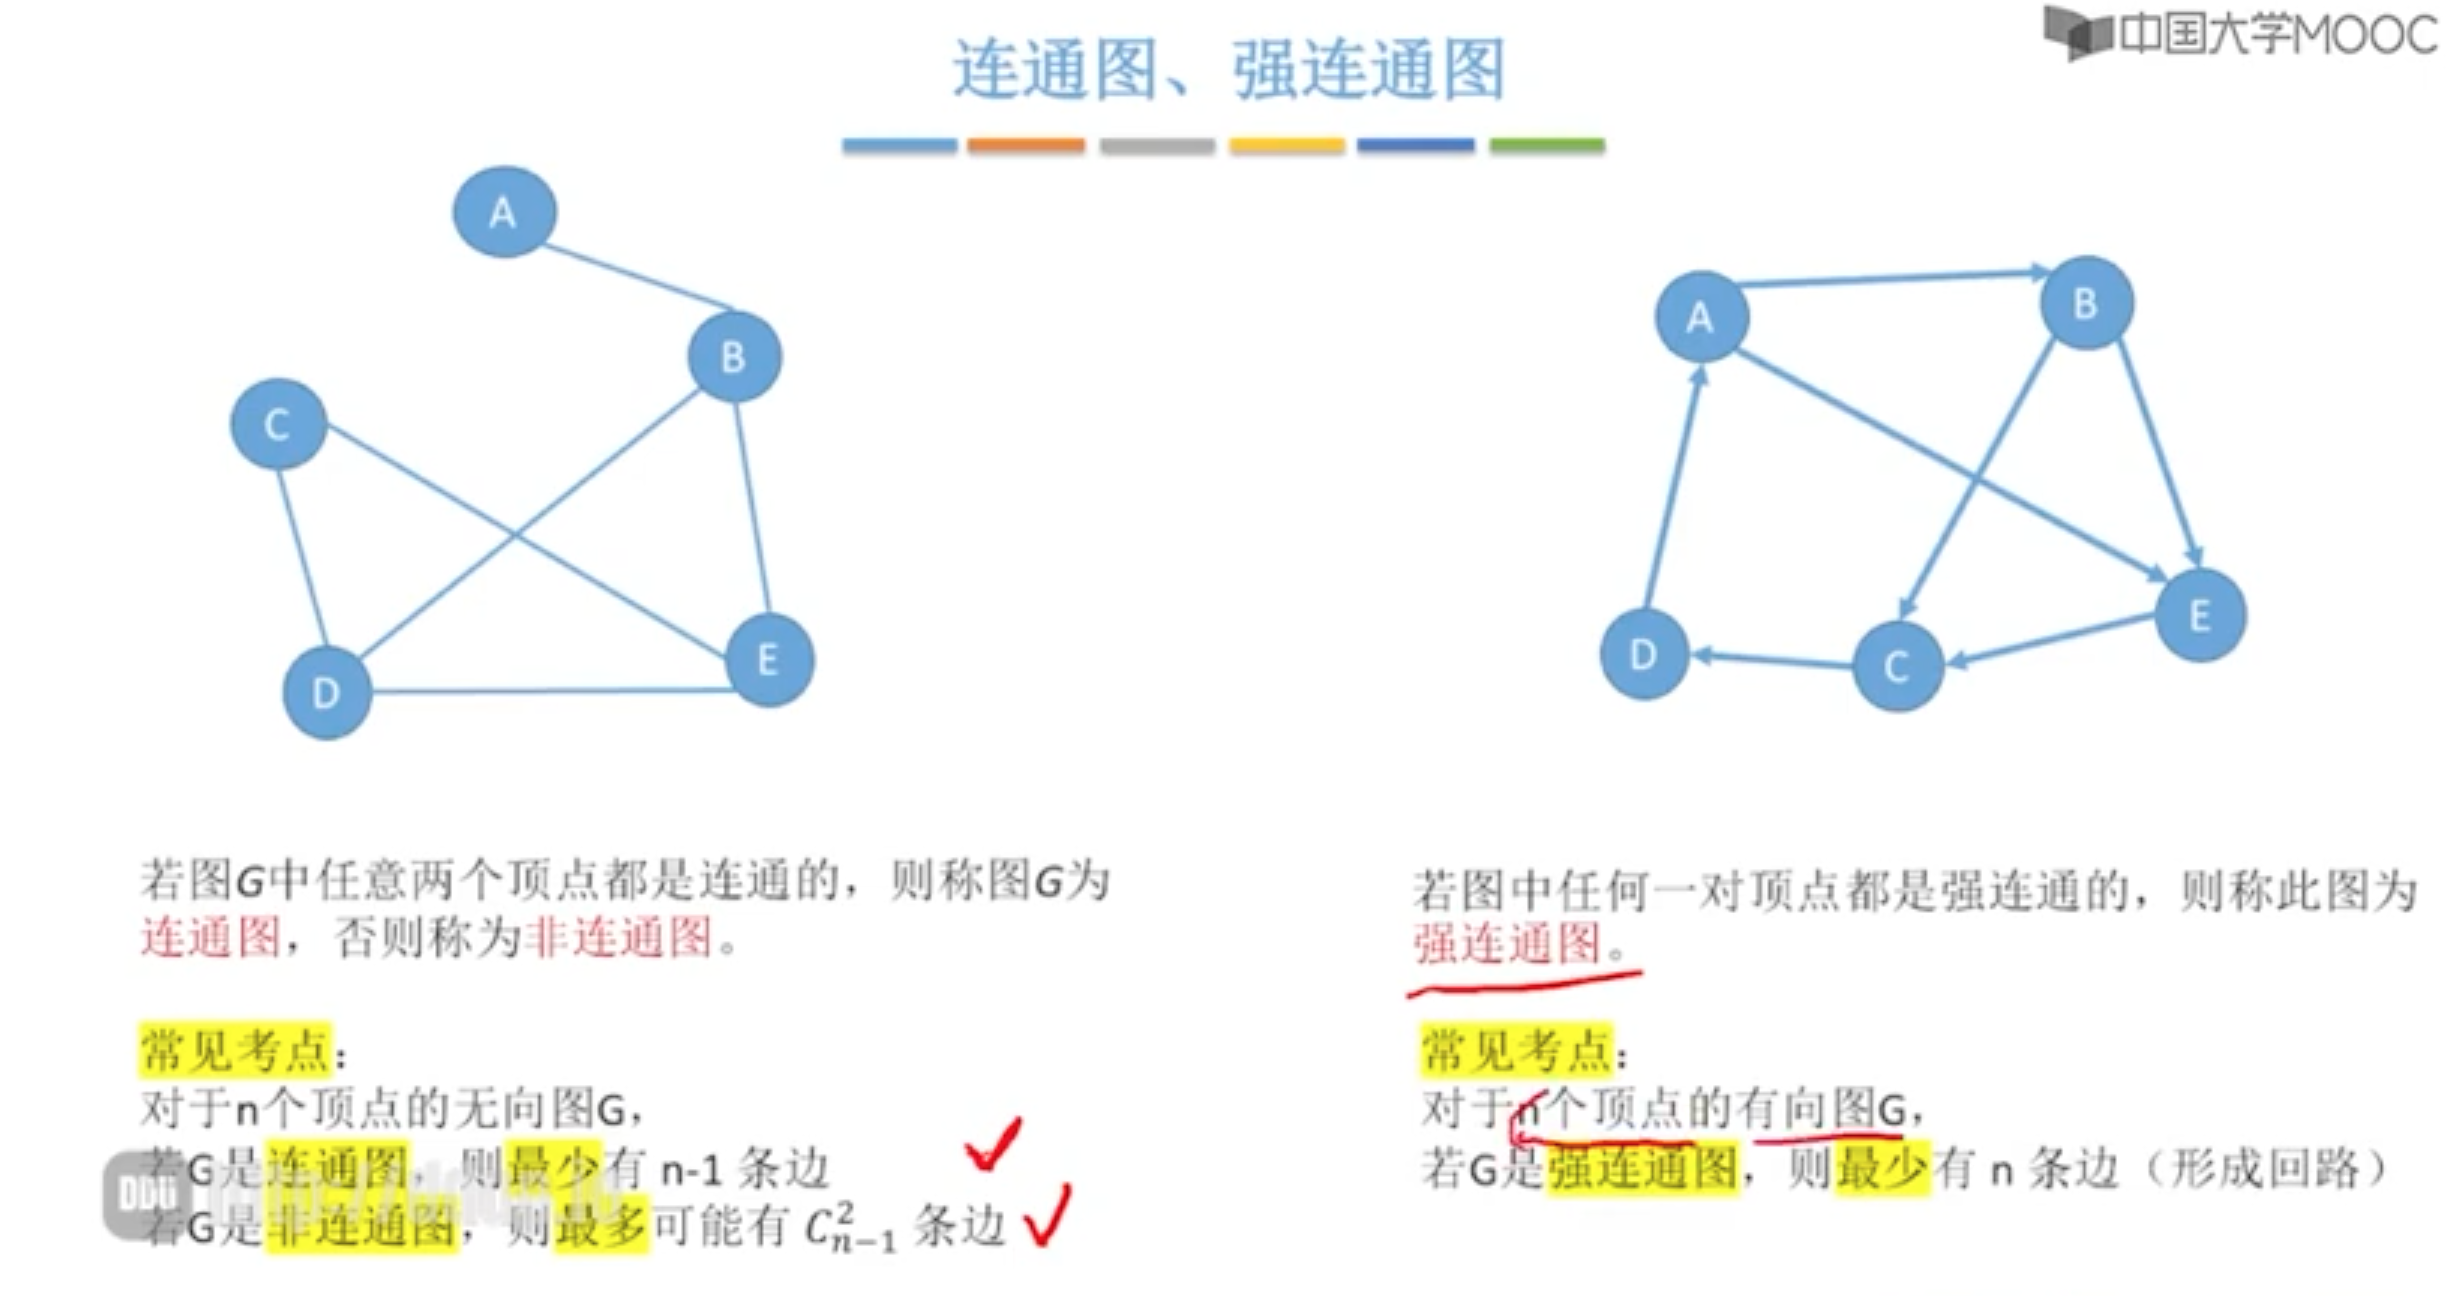 中国大学MOOC
连通图、强连通图
A
B
C
D
E
A
B
C
D
E
若图G中任意两个顶点都是连通的，则称图G为
连通图，否则称为非连通图。
常见考点：
对于n个顶点的无向图G，
若G是连通图，则最少有 n-1 条边
若G是非连通图，则最多可能有 C²ₙ₋₁ 条边
若图中任何一对顶点都是强连通的，则称此图为
强连通图。
常见考点：
对于n个顶点的有向图G，
若G是强连通图，则最少有 n 条边（形成回路）